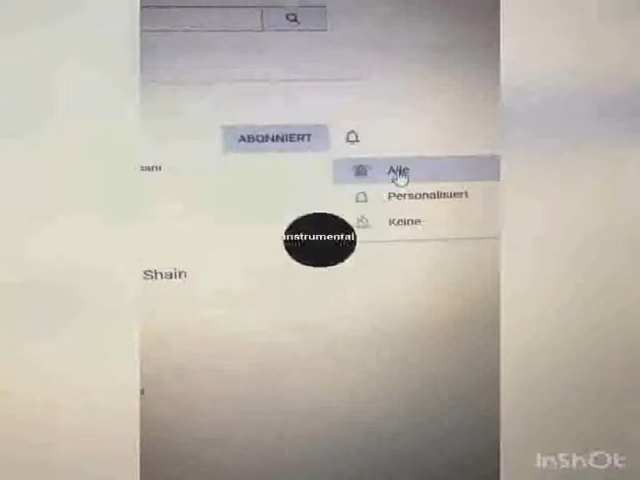 ABONNIERT
Alle
Personalisiert
Keine
instrumental
Shain
InShOt